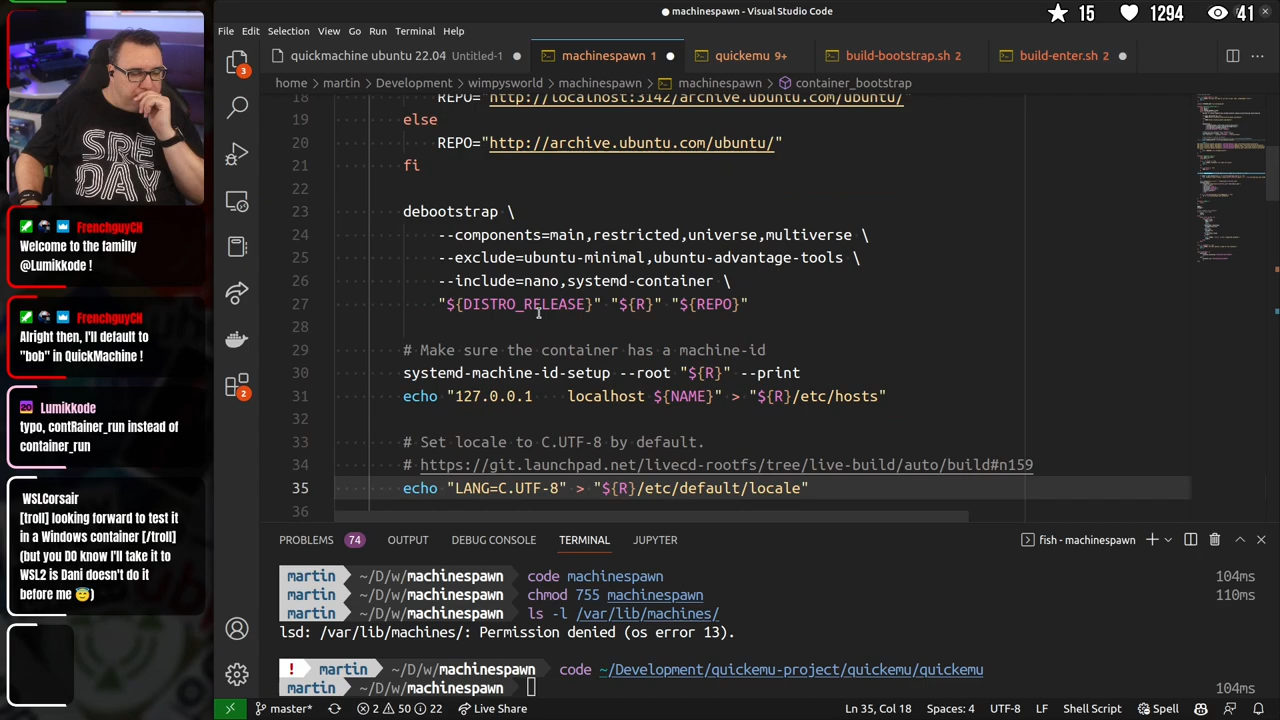 machinespawn - Visual Studio Code
15 1294 41
File Edit Selection View Go Run Terminal Help
quickmachine ubuntu 22.04 Untitled-1
machinespawn 1
quickemu 9+
build-bootstrap.sh 2
build-enter.sh 2
home > martin > Development > wimpysworld > machinespawn > machinespawn > container_bootstrap
18 REPO="http://localhost:3142/archive.ubuntu.com/ubuntu/
19 else
20 REPO="http://archive.ubuntu.com/ubuntu/"
21 fi
22
23 debootstrap \
24 --components=main,restricted,universe,multiverse \
25 --exclude=ubuntu-minimal,ubuntu-advantage-tools \
26 --include=nano,systemd-container \
27 "${DISTRO_RELEASE}" "${R}" "${REPO}"
28
29 # Make sure the container has a machine-id
30 systemd-machine-id-setup --root "${R}" --print
31 echo "127.0.0.1    localhost ${NAME}" > "${R}/etc/hosts"
32
33 # Set locale to C.UTF-8 by default.
34 # https://git.launchpad.net/livecd-rootfs/tree/live-build/auto/build#n159
35 echo "LANG=C.UTF-8" > "${R}/etc/default/locale"
36
SRE
DAY
FrenchguyCH
Welcome to the familly
@Lumikkode !
FrenchguyCH
Alright then, I'll default to
"bob" in QuickMachine !
20 Lumikkode
typo, contRainer_run instead of
container_run
WSLCorsair
[troll] looking forward to test it
in a Windows container [/troll]
(but you DO know I'll take it to
WSL2 is Dani doesn't do it
before me 😇)
3
2
PROBLEMS 74 OUTPUT DEBUG CONSOLE TERMINAL JUPYTER
fish - machinespawn
martin ~/D/w/machinespawn code machinespawn 104ms
martin ~/D/w/machinespawn chmod 755 machinespawn 110ms
martin ~/D/w/machinespawn ls -l /var/lib/machines/
lsd: /var/lib/machines/: Permission denied (os error 13).
! martin ~/D/w/machinespawn code ~/Development/quickemu-project/quickemu/quickemu
martin ~/D/w/machinespawn 104ms
master* 2 50 22 Live Share
Ln 35, Col 18 Spaces: 4 UTF-8 LF Shell Script Spell